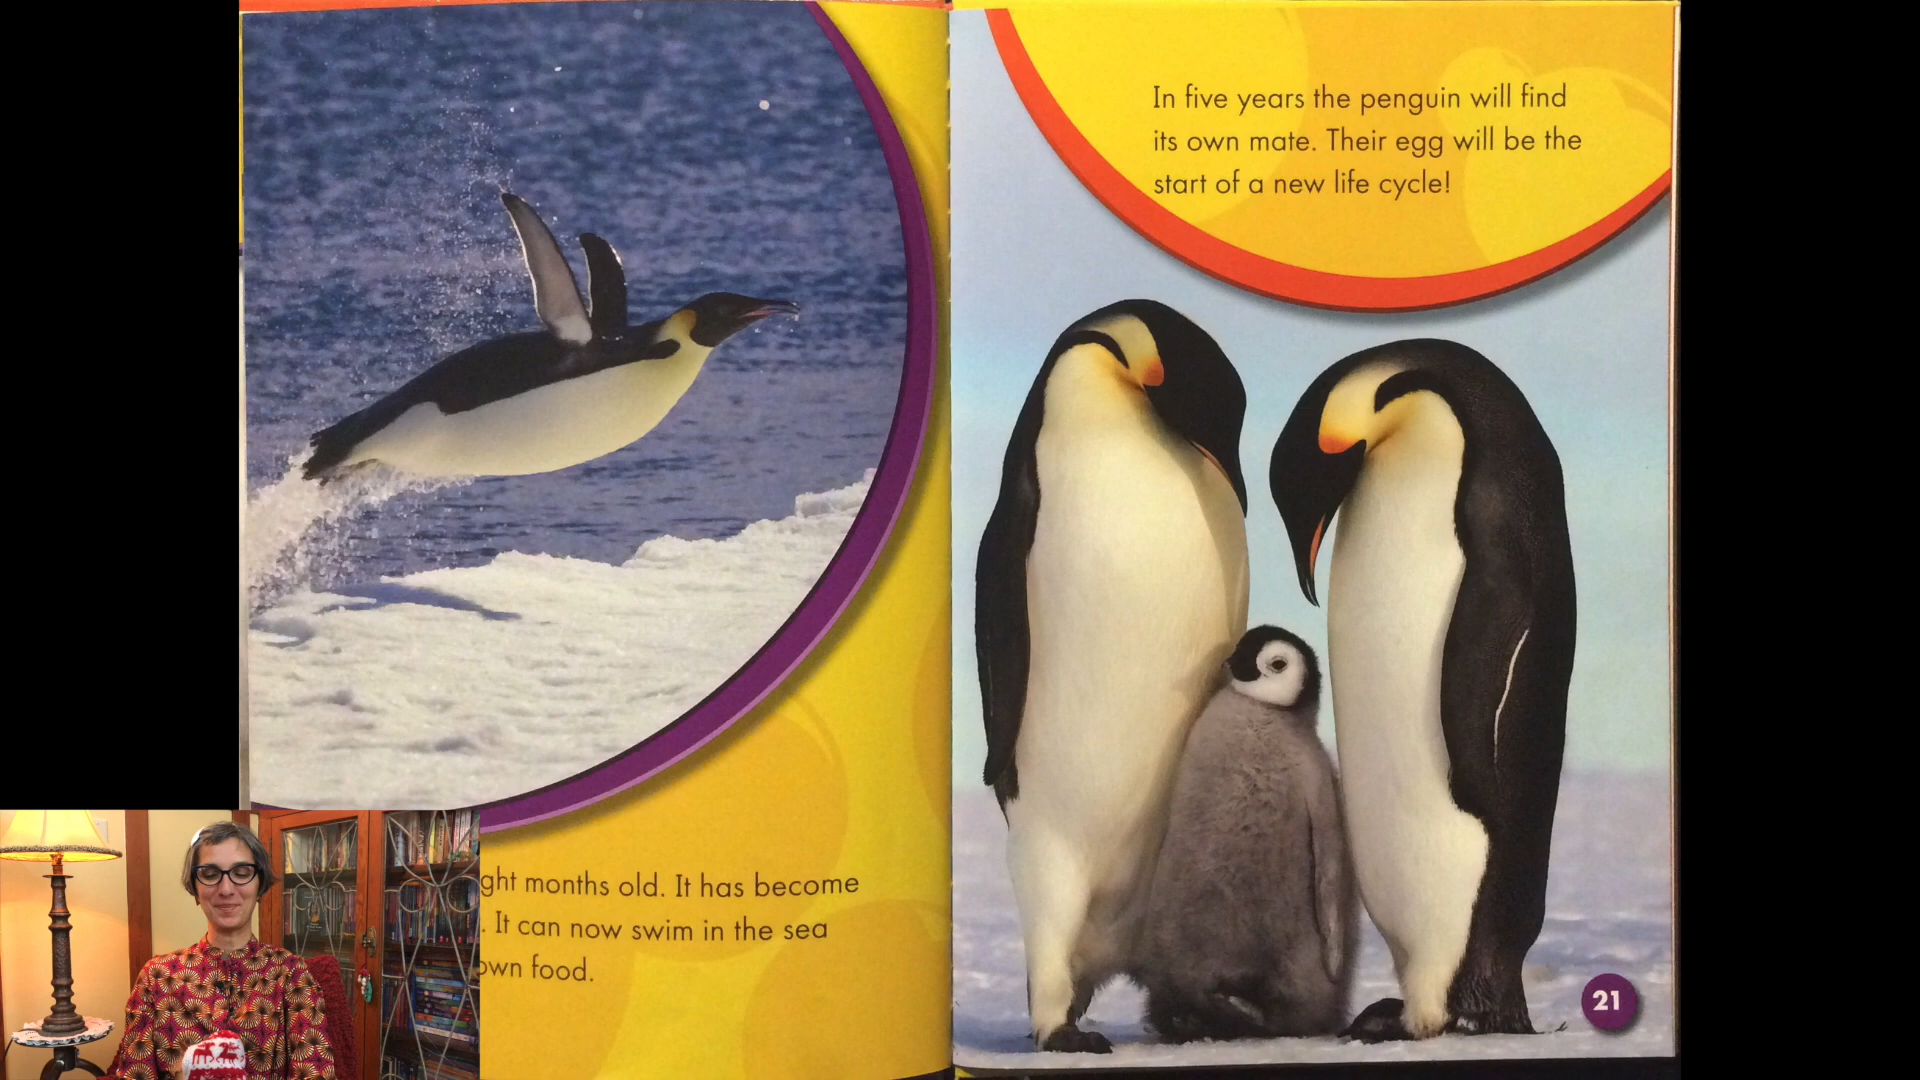 months old. It has become
. It can now swim in the sea
food.
In five years the penguin will find
its own mate. Their egg will be the
start of a new life cycle!
21